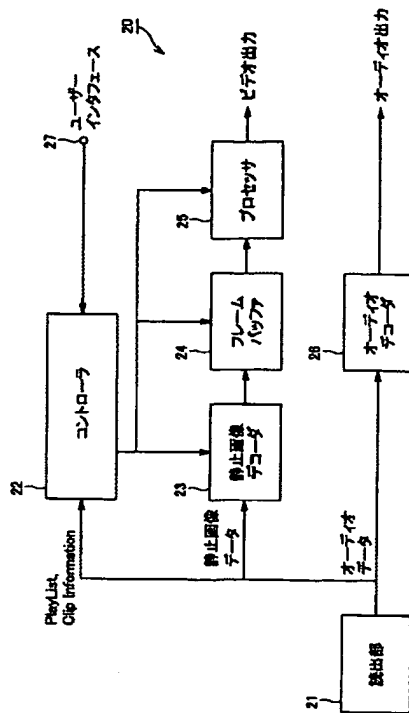 20
27
ユーザー
インタフェース
22
コントローラ
PlayList,
Clip Information
25
プロセッサ
ビデオ出力
24
フレーム
バッファ
23
静止画像
デコーダ
静止画像
データ
21
読出部
オーディオ
データ
26
オーディオ
デコーダ
オーディオ出力